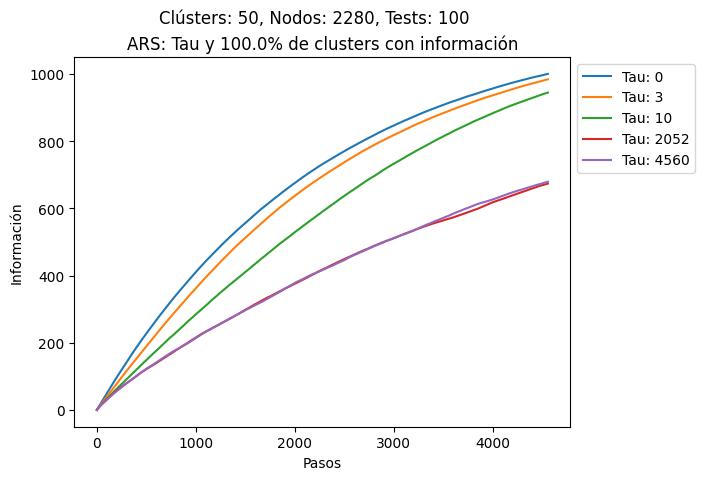 Clústers: 50, Nodos: 2280, Tests: 100
ARS: Tau y 100.0% de clusters con información
1000
800
600
400
200
0
Información
0
1000
2000
3000
4000
Pasos
Tau: 0
Tau: 3
Tau: 10
Tau: 2052
Tau: 4560